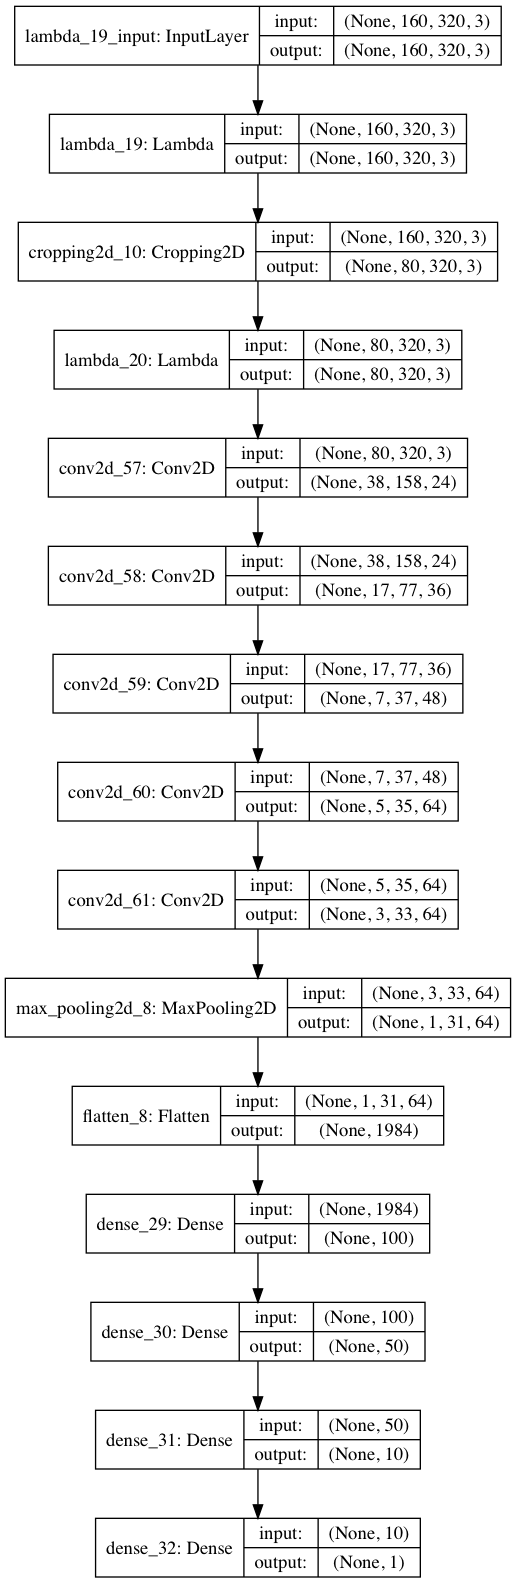 lambda_19_input: InputLayer
input: (None, 160, 320, 3)
output: (None, 160, 320, 3)
lambda_19: Lambda
input: (None, 160, 320, 3)
output: (None, 160, 320, 3)
cropping2d_10: Cropping2D
input: (None, 160, 320, 3)
output: (None, 80, 320, 3)
lambda_20: Lambda
input: (None, 80, 320, 3)
output: (None, 80, 320, 3)
conv2d_57: Conv2D
input: (None, 80, 320, 3)
output: (None, 38, 158, 24)
conv2d_58: Conv2D
input: (None, 38, 158, 24)
output: (None, 17, 77, 36)
conv2d_59: Conv2D
input: (None, 17, 77, 36)
output: (None, 7, 37, 48)
conv2d_60: Conv2D
input: (None, 7, 37, 48)
output: (None, 5, 35, 64)
conv2d_61: Conv2D
input: (None, 5, 35, 64)
output: (None, 3, 33, 64)
max_pooling2d_8: MaxPooling2D
input: (None, 3, 33, 64)
output: (None, 1, 31, 64)
flatten_8: Flatten
input: (None, 1, 31, 64)
output: (None, 1984)
dense_29: Dense
input: (None, 1984)
output: (None, 100)
dense_30: Dense
input: (None, 100)
output: (None, 50)
dense_31: Dense
input: (None, 50)
output: (None, 10)
dense_32: Dense
input: (None, 10)
output: (None, 1)